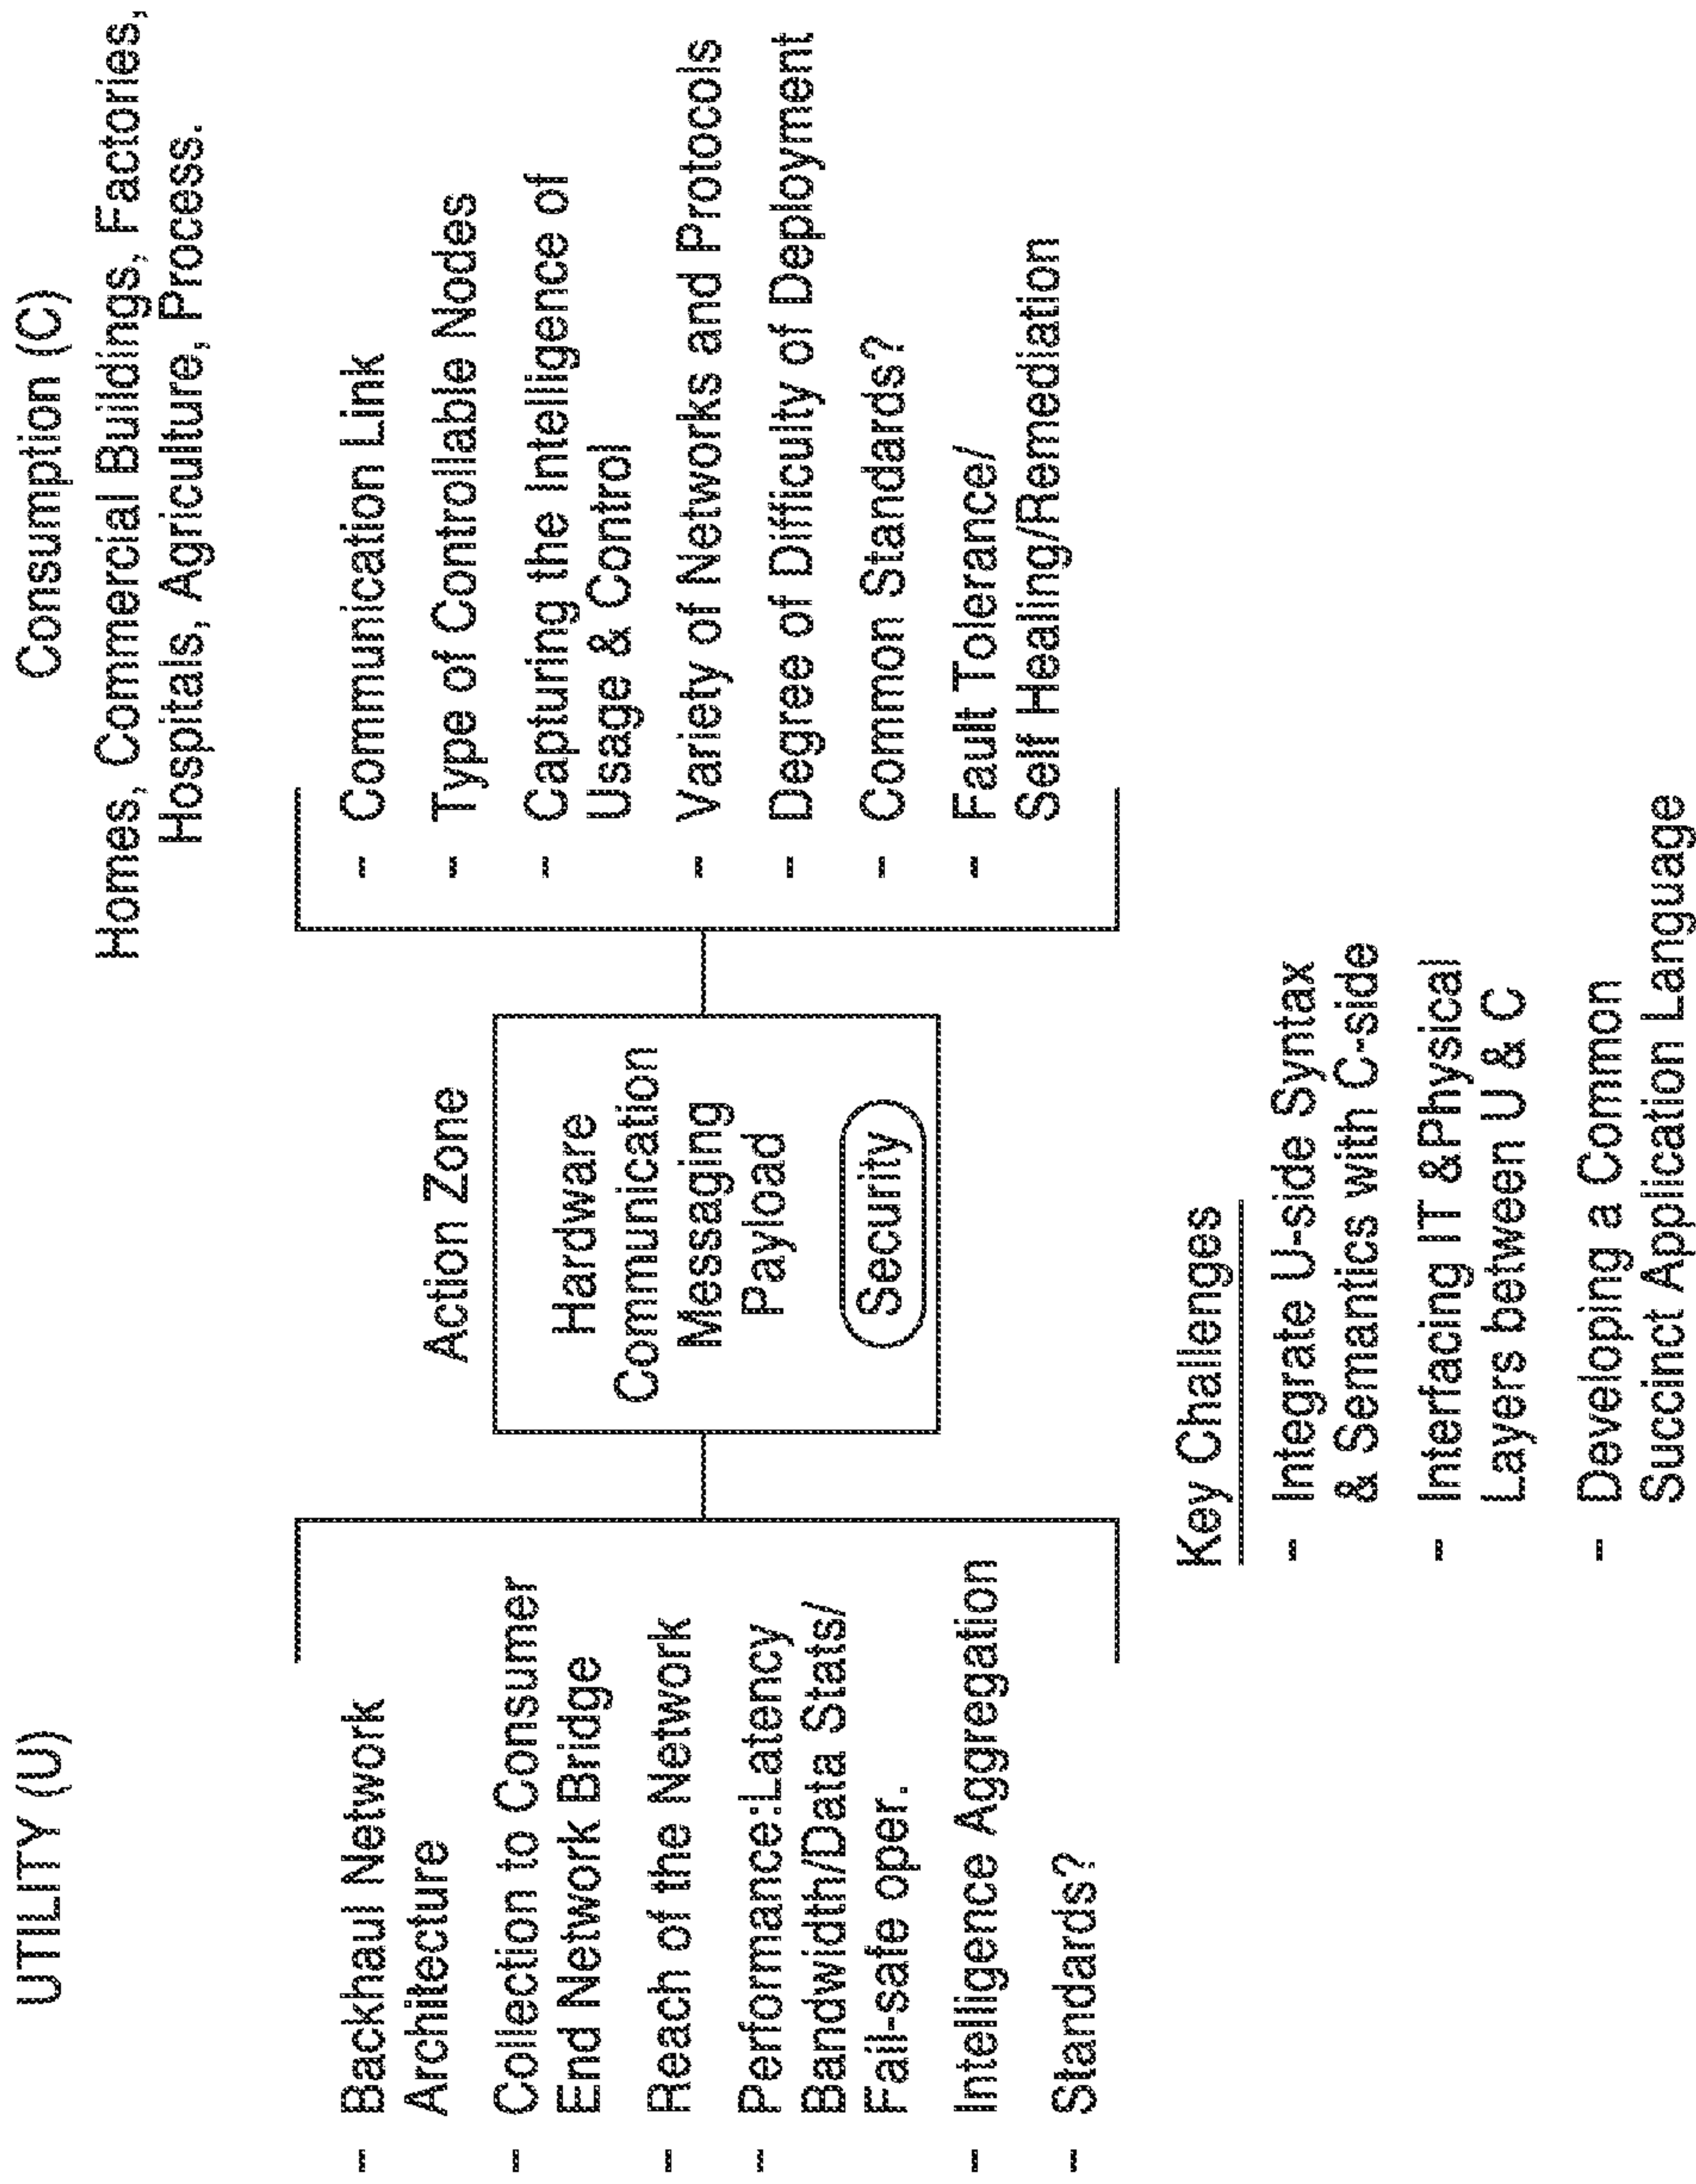 UTILITY (U)
- Backhaul Network
Architecture
- Collection to Consumer
End Network Bridge
- Reach of the Network
- Performance:Latency
Bandwidth/Data Stats/
Fail-safe oper.
- Intelligence Aggregation
- Standards?
Action Zone
Hardware
Communication
Messaging
Payload
Security
Key Challenges
- Integrate U-side Syntax
& Semantics with C-side
- Interfacing IT &Physical
Layers between U & C
- Developing a Common
Succinct Application Language
Consumption (C)
Homes, Commercial Buildings, Factories,
Hospitals, Agriculture, Process.
- Communication Link
- Type of Controllable Nodes
- Capturing the Intelligence of
Usage & Control
- Variety of Networks and Protocols
- Degree of Difficulty of Deployment
- Common Standards?
- Fault Tolerance/
Self Healing/Remediation